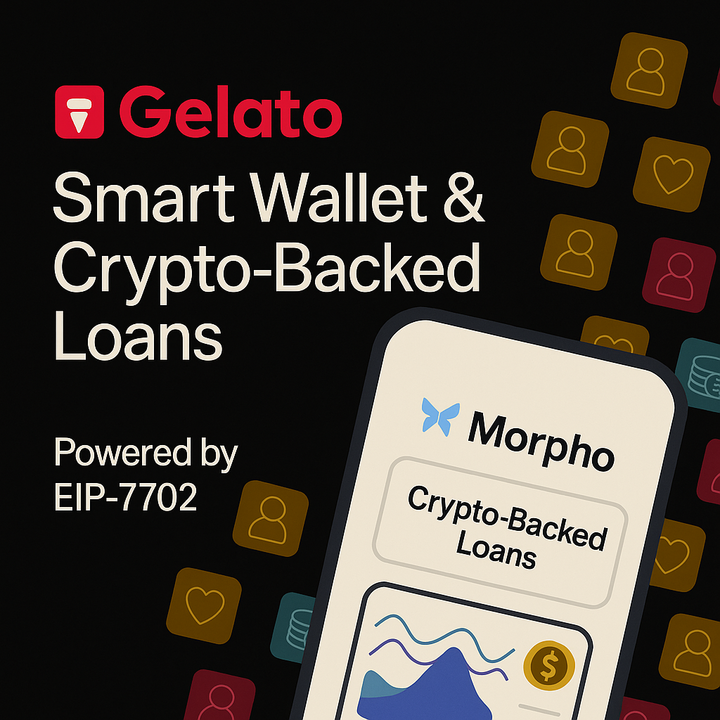 Gelato
Smart Wallet &
Crypto-Backed
Loans
Powered by
EIP-7702
Morpho
Crypto-Backed
Loans
$